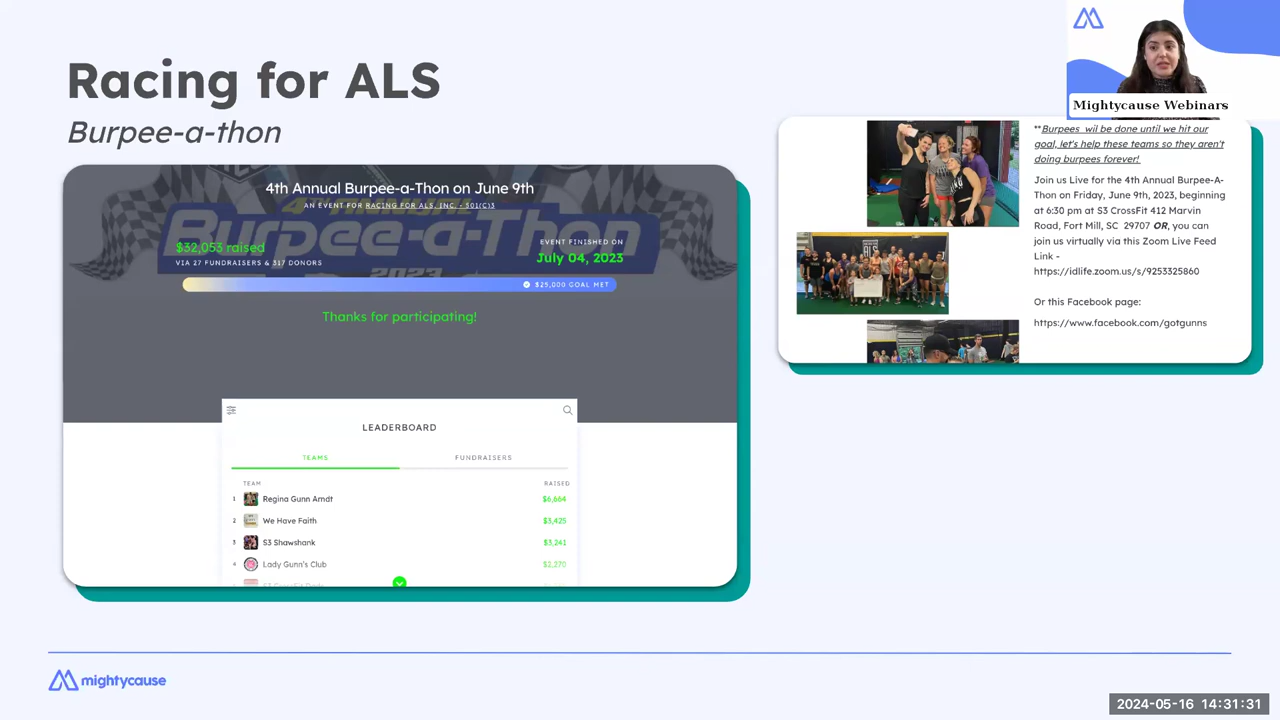 Racing for ALS
Burpee-a-thon
4th Annual Burpee-a-Thon on June 9th
AN EVENT FOR RACING FOR ALS, INC. - 501(C)3
Burpee-a-Thon
2023
$32,053 raised
VIA 27 FUNDRAISERS & 317 DONORS
EVENT FINISHED ON
July 04, 2023
$25,000 GOAL MET
Thanks for participating!
LEADERBOARD
TEAMS FUNDRAISERS
TEAM RAISED
1 Regina Gunn Arndt $6,664
2 We Have Faith $3,425
3 S3 Shawshank $3,241
4 Lady Gunn's Club $2,270
S3 CrossFit Dads
Mightycause Webinars
**Burpees wil be done until we hit our
goal, let's help these teams so they aren't
doing burpees forever!
Join us Live for the 4th Annual Burpee-A-
Thon on Friday, June 9th, 2023, beginning
at 6:30 pm at S3 CrossFit 412 Marvin
Road, Fort Mill, SC 29707 OR, you can
join us virtually via this Zoom Live Feed
Link -
https://idlife.zoom.us/s/9253325860
Or this Facebook page:
https://www.facebook.com/gotgunns
mightycause
2024-05-16 14:31:31